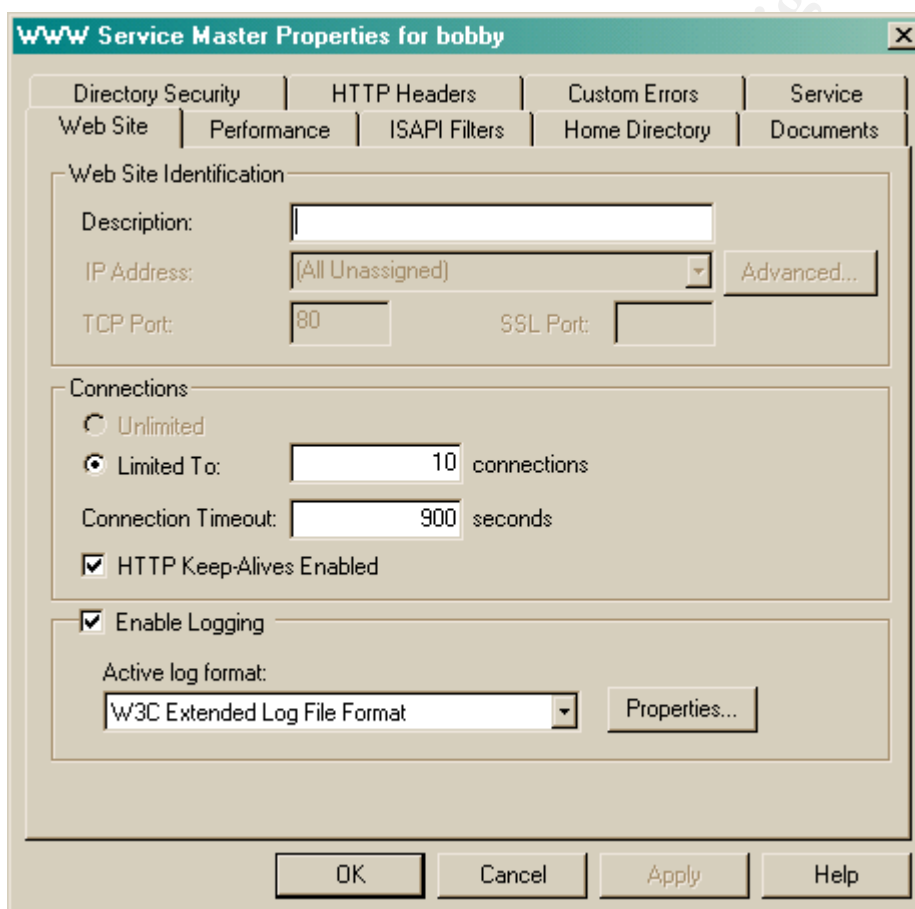 WWW Service Master Properties for bobby
Directory Security HTTP Headers Custom Errors Service
Web Site Performance ISAPI Filters Home Directory Documents
Web Site Identification
Description:
IP Address: (All Unassigned) Advanced...
TCP Port: 80 SSL Port:
Connections
Unlimited
Limited To: 10 connections
Connection Timeout: 900 seconds
HTTP Keep-Alives Enabled
Enable Logging
Active log format:
W3C Extended Log File Format Properties...
OK Cancel Apply Help